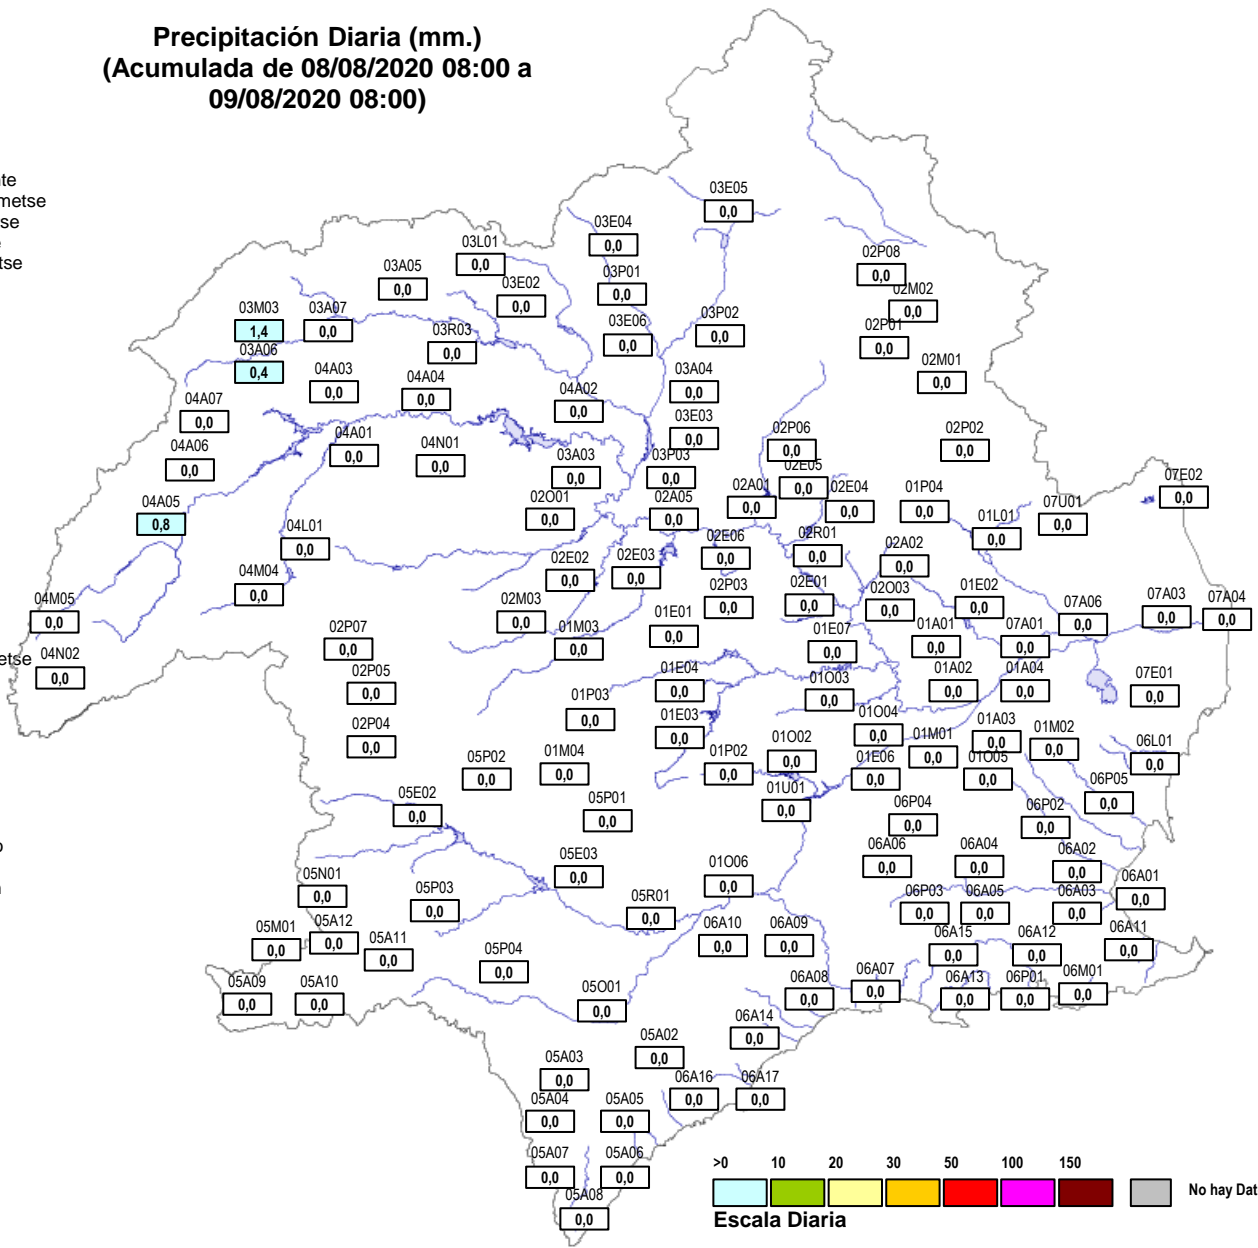 Precipitación Diaria (mm.)
(Acumulada de 08/08/2020 08:00 a
09/08/2020 08:00)
te
metse
se
tse
03E05
0,0
03E04
0,0
03L01
0,0
02P08
0,0
03A05
0,0
03P01
0,0
03E02
0,0
02M02
0,0
03M03
1,4
03A07
0,0
03P02
0,0
03E06
0,0
03R03
0,0
02P01
0,0
03A06
0,4
02M01
0,0
04A03
0,0
04A04
0,0
03A04
0,0
04A02
0,0
04A07
0,0
03E03
0,0
04A01
0,0
04N01
0,0
02P06
0,0
02P02
0,0
04A06
0,0
03A03
0,0
03P03
0,0
02E05
0,0
07E02
0,0
04A05
0,8
02O01
0,0
02A05
0,0
02A01
0,0
02E04
0,0
01P04
0,0
07U01
0,0
01L01
0,0
04L01
0,0
02E06
0,0
02R01
0,0
02A02
0,0
02E02
0,0
02E03
0,0
04M04
0,0
02P03
0,0
02E01
0,0
02O03
0,0
01E02
0,0
04M05
0,0
02M03
0,0
01E01
0,0
07A06
0,0
07A03
0,0
07A04
0,0
02P07
0,0
01M03
0,0
01E07
0,0
01A01
0,0
07A01
0,0
etse
04N02
0,0
02P05
0,0
01E04
0,0
01O03
0,0
01A02
0,0
01A04
0,0
07E01
0,0
01P03
0,0
01E03
0,0
01O04
0,0
02P04
0,0
01A03
0,0
01M02
0,0
01M01
0,0
06L01
0,0
05P02
0,0
01M04
0,0
01P02
0,0
01O02
0,0
01E06
0,0
01O05
0,0
05E02
0,0
05P01
0,0
01U01
0,0
06P05
0,0
06P04
0,0
06P02
0,0
o
05E03
0,0
06A06
0,0
06A04
0,0
06A02
0,0
05N01
0,0
01O06
0,0
06A01
0,0
05P03
0,0
05R01
0,0
06P03
0,0
06A05
0,0
06A03
0,0
05M01
0,0
05A12
0,0
05A11
0,0
06A10
0,0
06A09
0,0
06A15
0,0
06A12
0,0
06A11
0,0
05P04
0,0
05A09
0,0
05A10
0,0
05O01
0,0
06A08
0,0
06A07
0,0
06A13
0,0
06P01
0,0
06M01
0,0
06A14
0,0
05A02
0,0
05A03
0,0
06A16
0,0
06A17
0,0
05A04
0,0
05A05
0,0
05A07
0,0
05A06
0,0
05A08
0,0
>0 10 20 30 50 100 150
No hay Dat
Escala Diaria